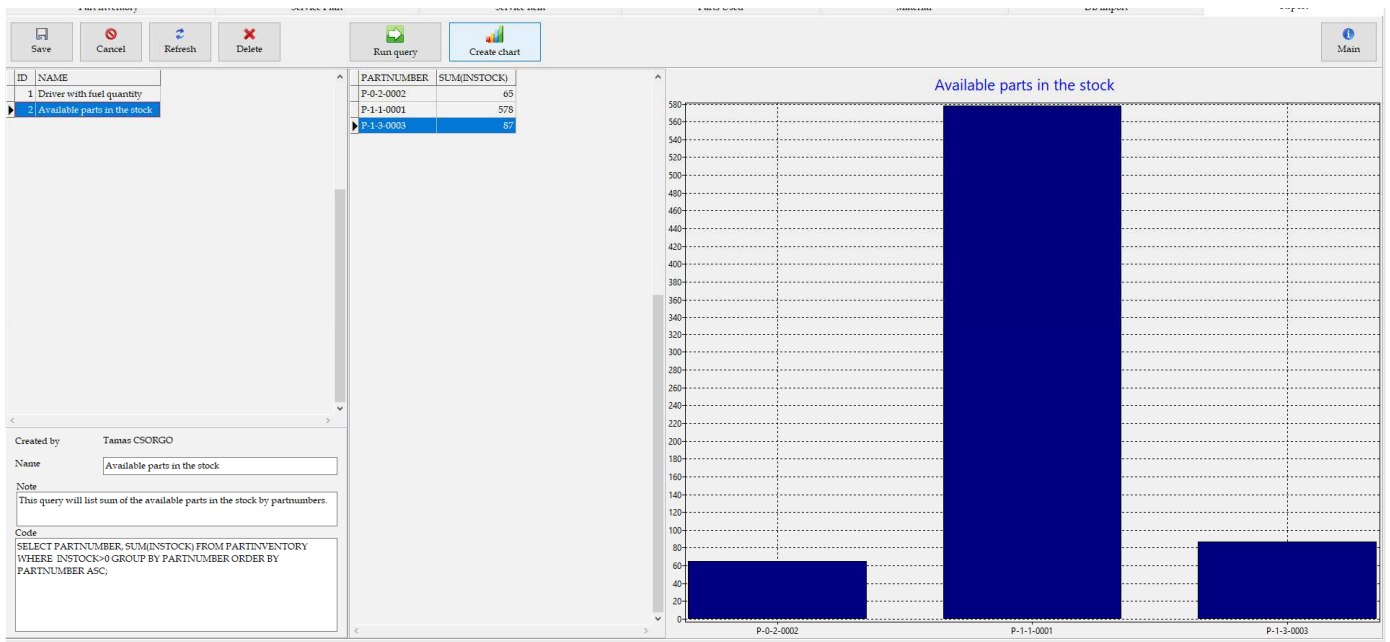 Save
Cancel
Refresh
Delete
Run query
Create chart
Main
ID NAME
1 Driver with fuel quantity
2 Available parts in the stock
PARTNUMBER SUM(INSTOCK)
P-0-2-0002 65
P-1-1-0001 578
P-1-3-0003 87
Available parts in the stock
580
560
540
520
500
480
460
440
420
400
380
360
340
320
300
280
260
240
220
200
180
160
140
120
100
80
60
40
20
0
P-0-2-0002 P-1-1-0001 P-1-3-0003
Created by Tamas CSORGO
Name Available parts in the stock
Note
This query will list sum of the available parts in the stock by partnumbers.
Code
SELECT PARTNUMBER, SUM(INSTOCK) FROM PARTINVENTORY
WHERE INSTOCK>0 GROUP BY PARTNUMBER ORDER BY
PARTNUMBER ASC;